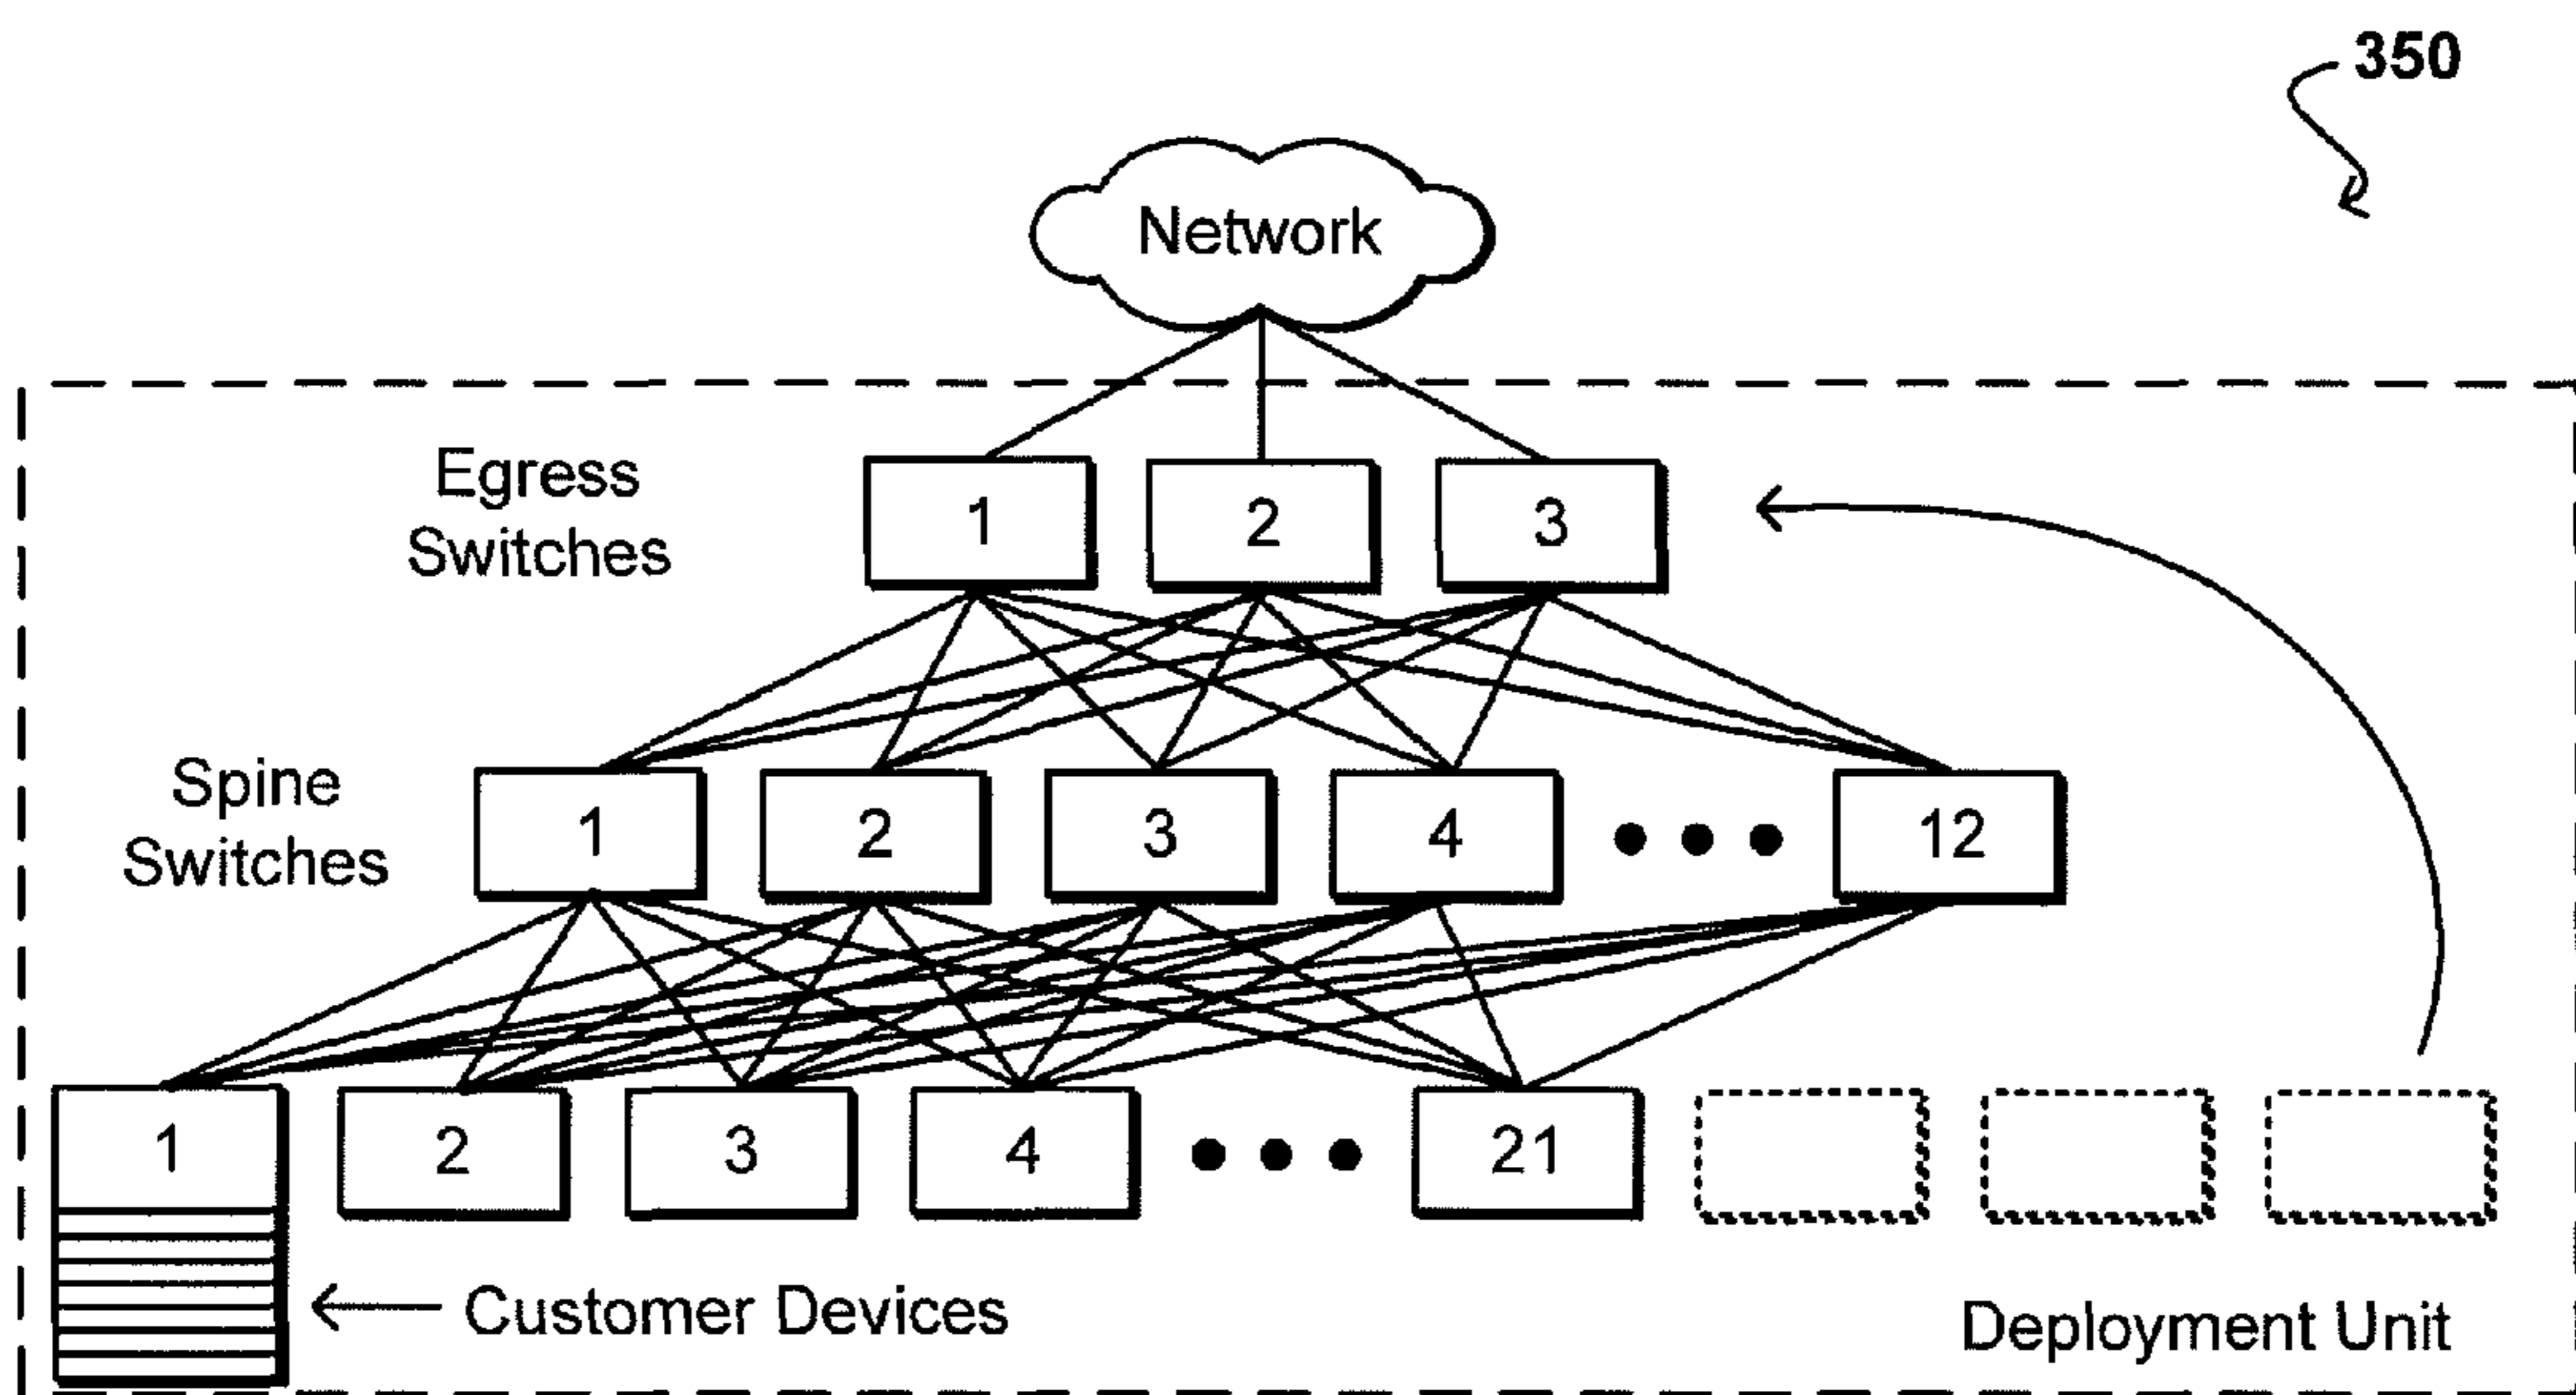 350
Network
Egress
Switches
1 2 3
Spine
Switches
1 2 3 4 12
1 2 3 4 21
Customer Devices
Deployment Unit